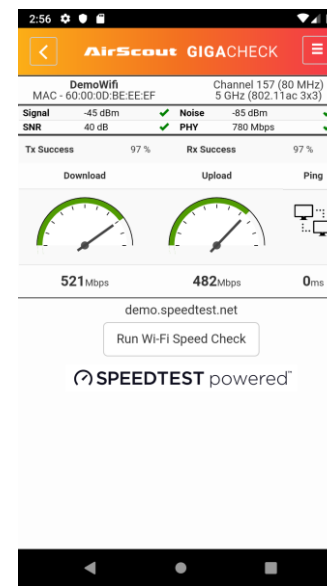 2:56
AirScout GIGACHECK
DemoWifi Channel 157 (80 MHz)
MAC - 60:00:0D:BE:EE:EF 5 GHz (802.11ac 3x3)
Signal -45 dBm Noise -85 dBm
SNR 40 dB PHY 780 Mbps
Tx Success 97 % Rx Success 97 %
Download Upload Ping
521Mbps 482Mbps 0ms
demo.speedtest.net
Run Wi-Fi Speed Check
SPEEDTEST powered™